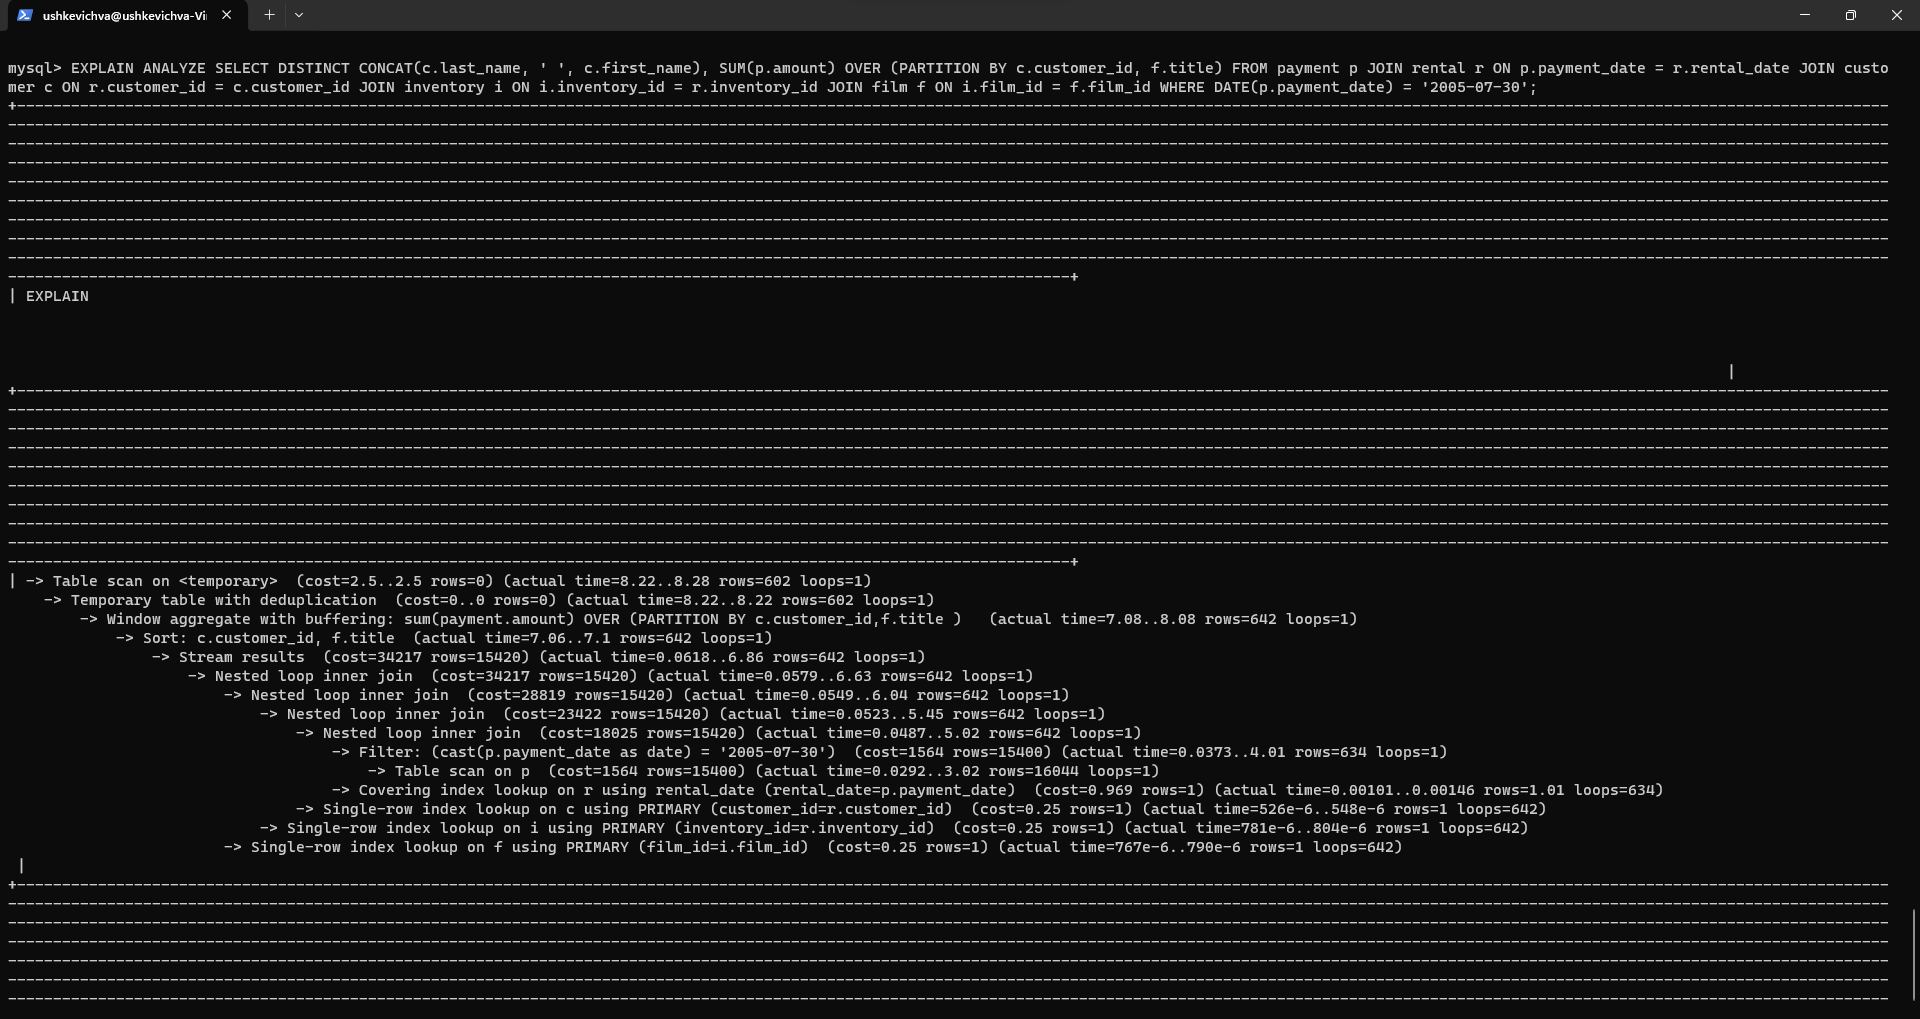 ushkevichva@ushkevichva-Vi
mysql> EXPLAIN ANALYZE SELECT DISTINCT CONCAT(c.last_name, ' ', c.first_name), SUM(p.amount) OVER (PARTITION BY c.customer_id, f.title) FROM payment p JOIN rental r ON p.payment_date = r.rental_date JOIN custo
mer c ON r.customer_id = c.customer_id JOIN inventory i ON i.inventory_id = r.inventory_id JOIN film f ON i.film_id = f.film_id WHERE DATE(p.payment_date) = '2005-07-30';
| EXPLAIN
|
| -> Table scan on <temporary>  (cost=2.5..2.5 rows=0) (actual time=8.22..8.28 rows=602 loops=1)
-> Temporary table with deduplication  (cost=0..0 rows=0) (actual time=8.22..8.22 rows=602 loops=1)
-> Window aggregate with buffering: sum(payment.amount) OVER (PARTITION BY c.customer_id,f.title )   (actual time=7.08..8.08 rows=642 loops=1)
-> Sort: c.customer_id, f.title  (actual time=7.06..7.1 rows=642 loops=1)
-> Stream results  (cost=34217 rows=15420) (actual time=0.0618..6.86 rows=642 loops=1)
-> Nested loop inner join  (cost=34217 rows=15420) (actual time=0.0579..6.63 rows=642 loops=1)
-> Nested loop inner join  (cost=28819 rows=15420) (actual time=0.0549..6.04 rows=642 loops=1)
-> Nested loop inner join  (cost=23422 rows=15420) (actual time=0.0523..5.45 rows=642 loops=1)
-> Nested loop inner join  (cost=18025 rows=15420) (actual time=0.0487..5.02 rows=642 loops=1)
-> Filter: (cast(p.payment_date as date) = '2005-07-30')  (cost=1564 rows=15400) (actual time=0.0373..4.01 rows=634 loops=1)
-> Table scan on p  (cost=1564 rows=15400) (actual time=0.0292..3.02 rows=16044 loops=1)
-> Covering index lookup on r using rental_date (rental_date=p.payment_date)  (cost=0.969 rows=1) (actual time=0.00101..0.00146 rows=1.01 loops=634)
-> Single-row index lookup on c using PRIMARY (customer_id=r.customer_id)  (cost=0.25 rows=1) (actual time=526e-6..548e-6 rows=1 loops=642)
-> Single-row index lookup on i using PRIMARY (inventory_id=r.inventory_id)  (cost=0.25 rows=1) (actual time=781e-6..804e-6 rows=1 loops=642)
-> Single-row index lookup on f using PRIMARY (film_id=i.film_id)  (cost=0.25 rows=1) (actual time=767e-6..790e-6 rows=1 loops=642)
|